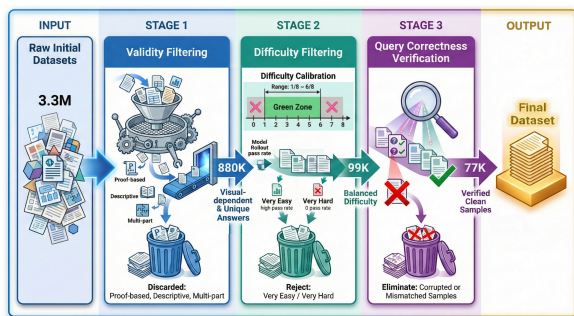 INPUT
Raw Initial
Datasets
3.3M
STAGE 1
Validity Filtering
Proof-based
Descriptive
Multi-part
Discarded:
Proof-based, Descriptive, Multi-part
880K
Visual-
dependent
& Unique
Answers
STAGE 2
Difficulty Filtering
Difficulty Calibration
Range: 1/8 ~ 6/8
Green Zone
0 1 2 3 4 5 6 7 8
Model
Rollout
pass rate
Very Easy
high pass rate
Very Hard
0 pass rate
Reject:
Very Easy / Very Hard
99K
Balanced
Difficulty
STAGE 3
Query Correctness
Verification
Eliminate: Corrupted or
Mismatched Samples
77K
Verified
Clean
Samples
OUTPUT
Final
Dataset